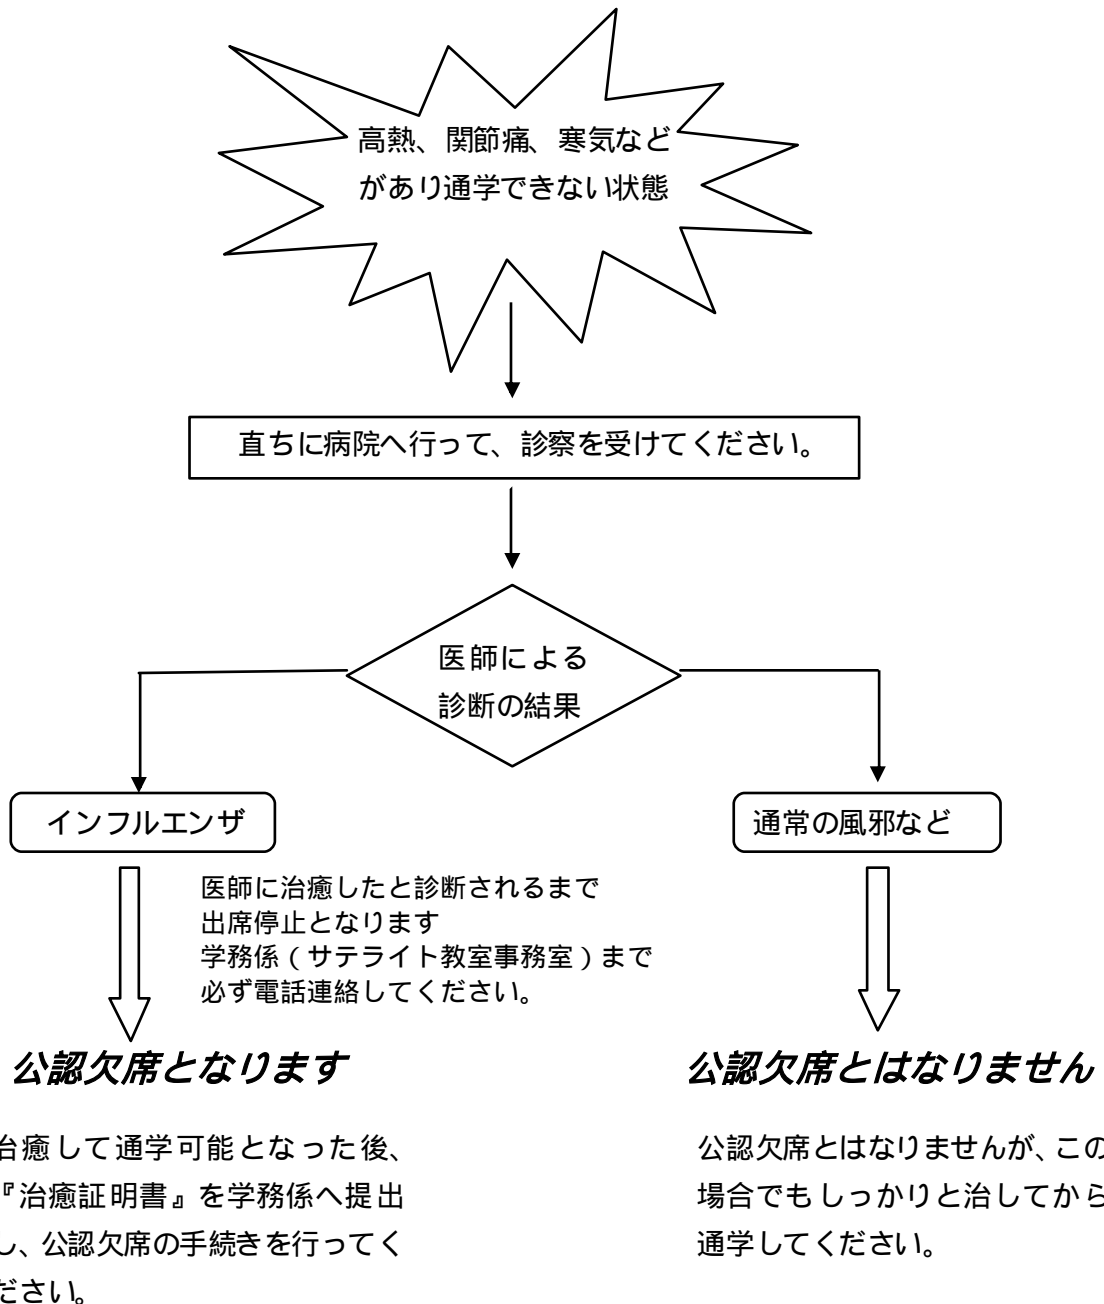 高熱、関節痛、寒気など
があり通学できない状態
直ちに病院へ行って、診察を受けてください。
医師による
診断の結果
インフルエンザ
通常の風邪など
医師に治癒したと診断されるまで
出席停止となります
学務係(サテライト教室事務室)まで
必ず電話連絡してください。
公認欠席となります
治癒して通学可能となった後、
『治癒証明書』を学務係へ提出
し、公認欠席の手続きを行ってく
ださい。
公認欠席とはなりません
公認欠席とはなりませんが、この
場合でもしっかりと治してから
通学してください。